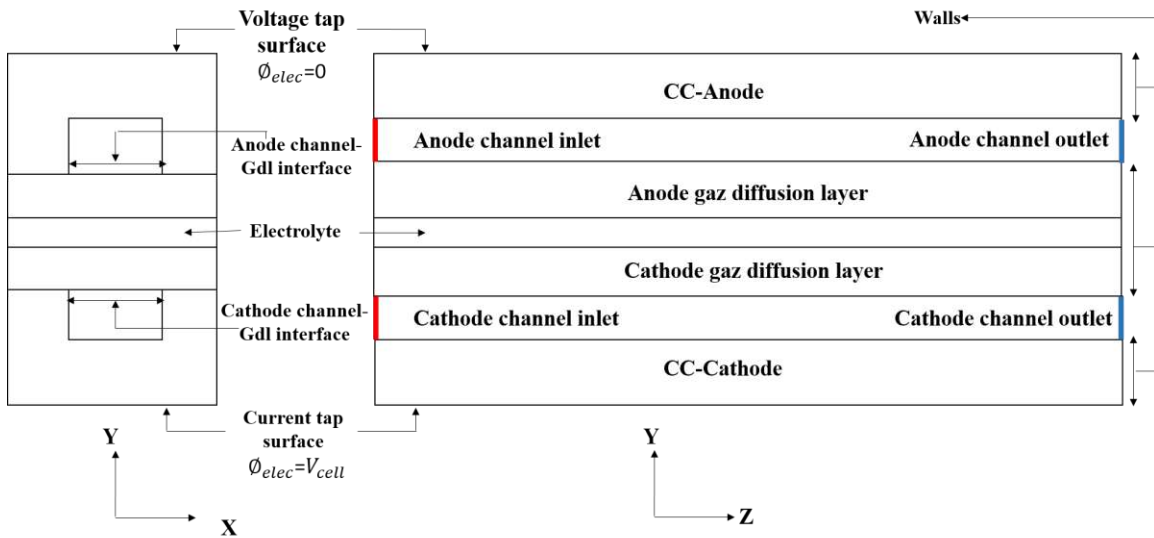 Voltage tap
surface
∅elec=0
Walls
CC-Anode
Anode channel-
Gdl interface
Anode channel inlet
Anode channel outlet
Anode gaz diffusion layer
Electrolyte
Cathode gaz diffusion layer
Cathode channel-
Gdl interface
Cathode channel inlet
Cathode channel outlet
CC-Cathode
Current tap
surface
∅elec=Vcell
Y
X
Y
Z